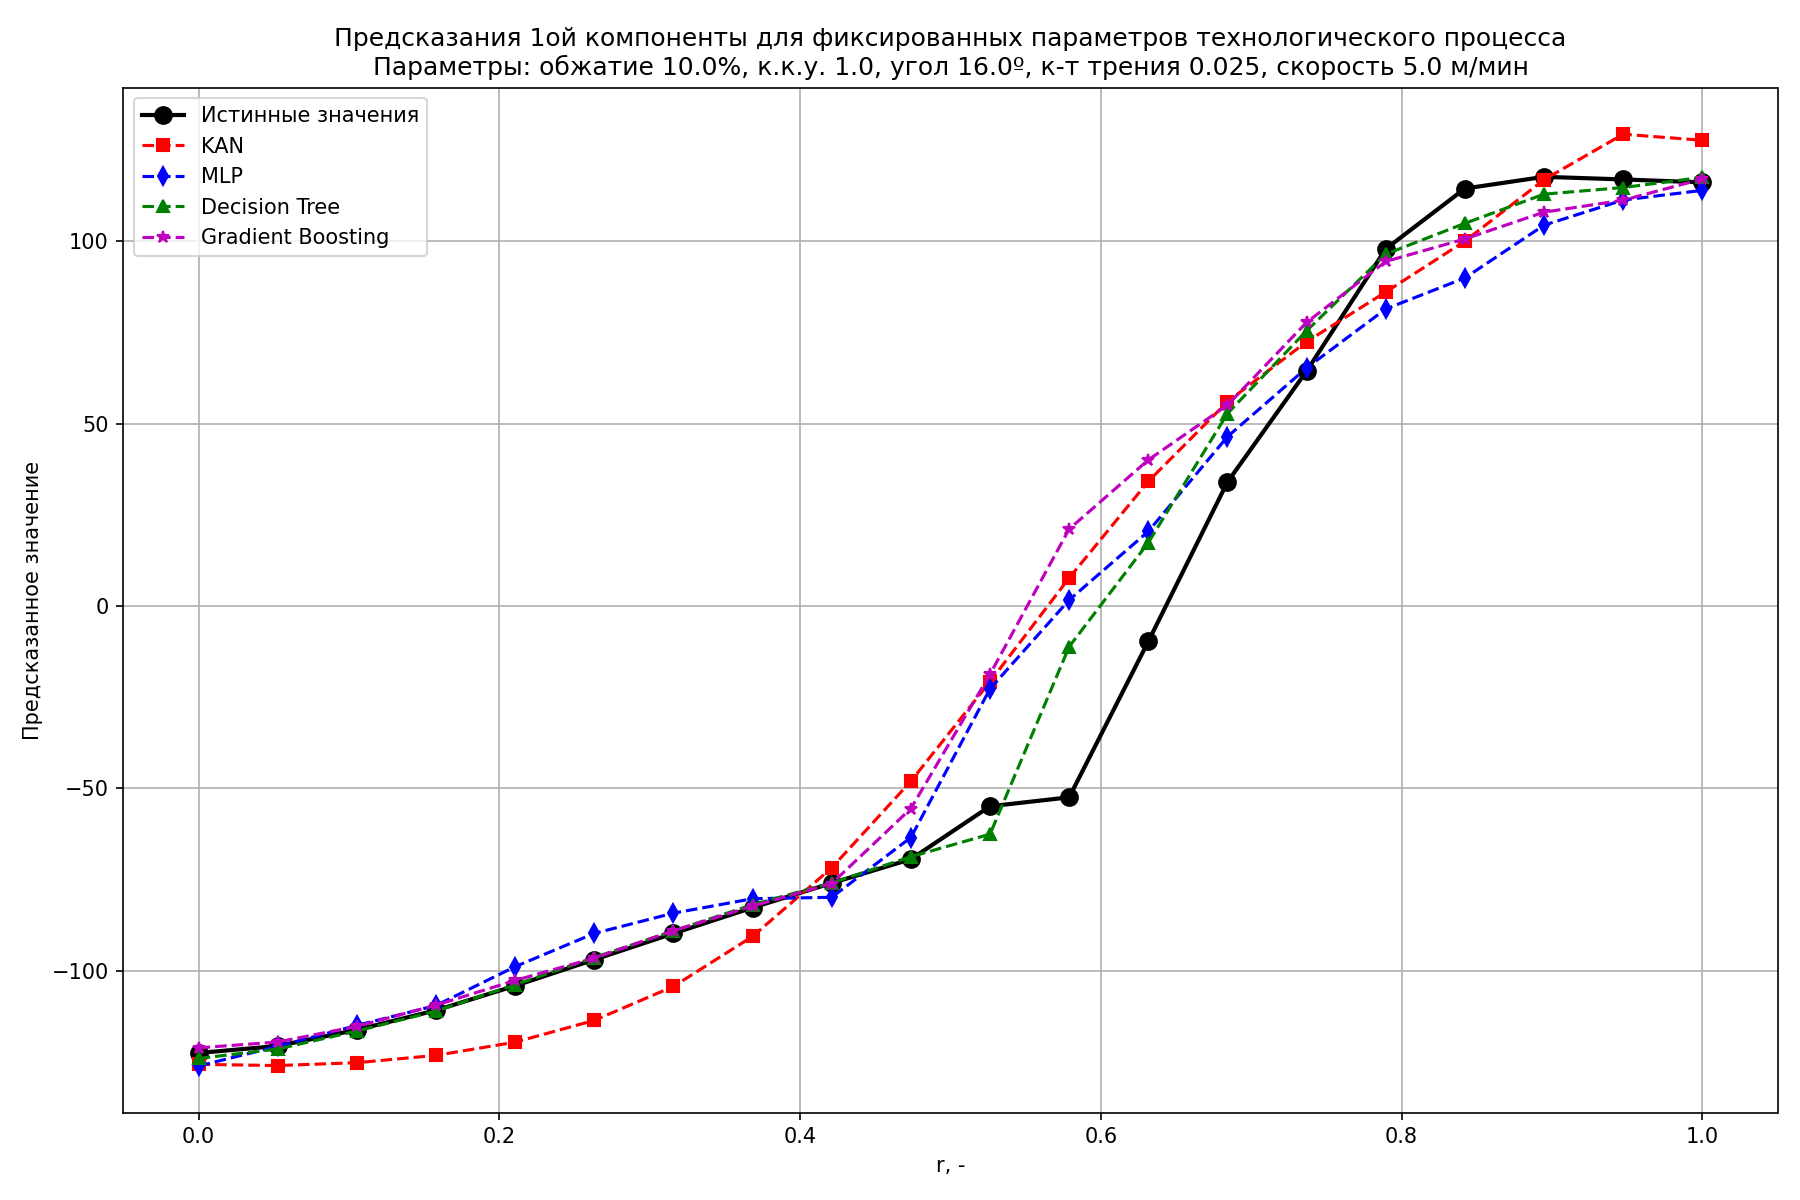 Предсказания 1ой компоненты для фиксированных параметров технологического процесса
Параметры: обжатие 10.0%, к.к.у. 1.0, угол 16.0º, к-т трения 0.025, скорость 5.0 м/мин
Истинные значения
KAN
MLP
Decision Tree
Gradient Boosting
Предсказанное значение
100
50
0
−50
−100
0.0
0.2
0.4
0.6
0.8
1.0
r, -